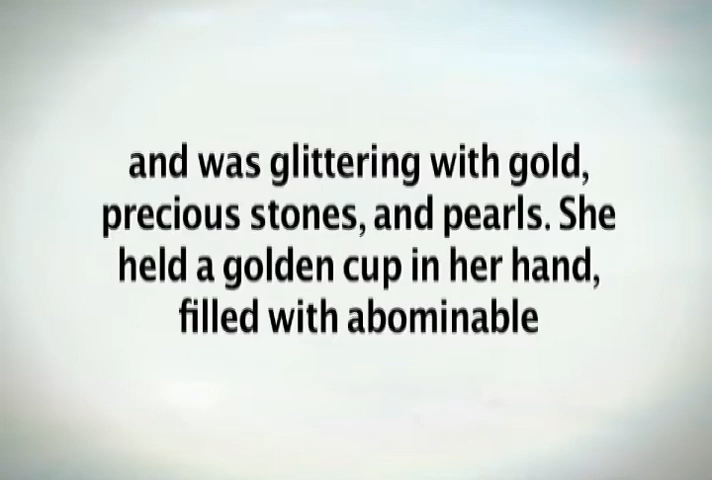 and was glittering with gold,
precious stones, and pearls. She
held a golden cup in her hand,
filled with abominable